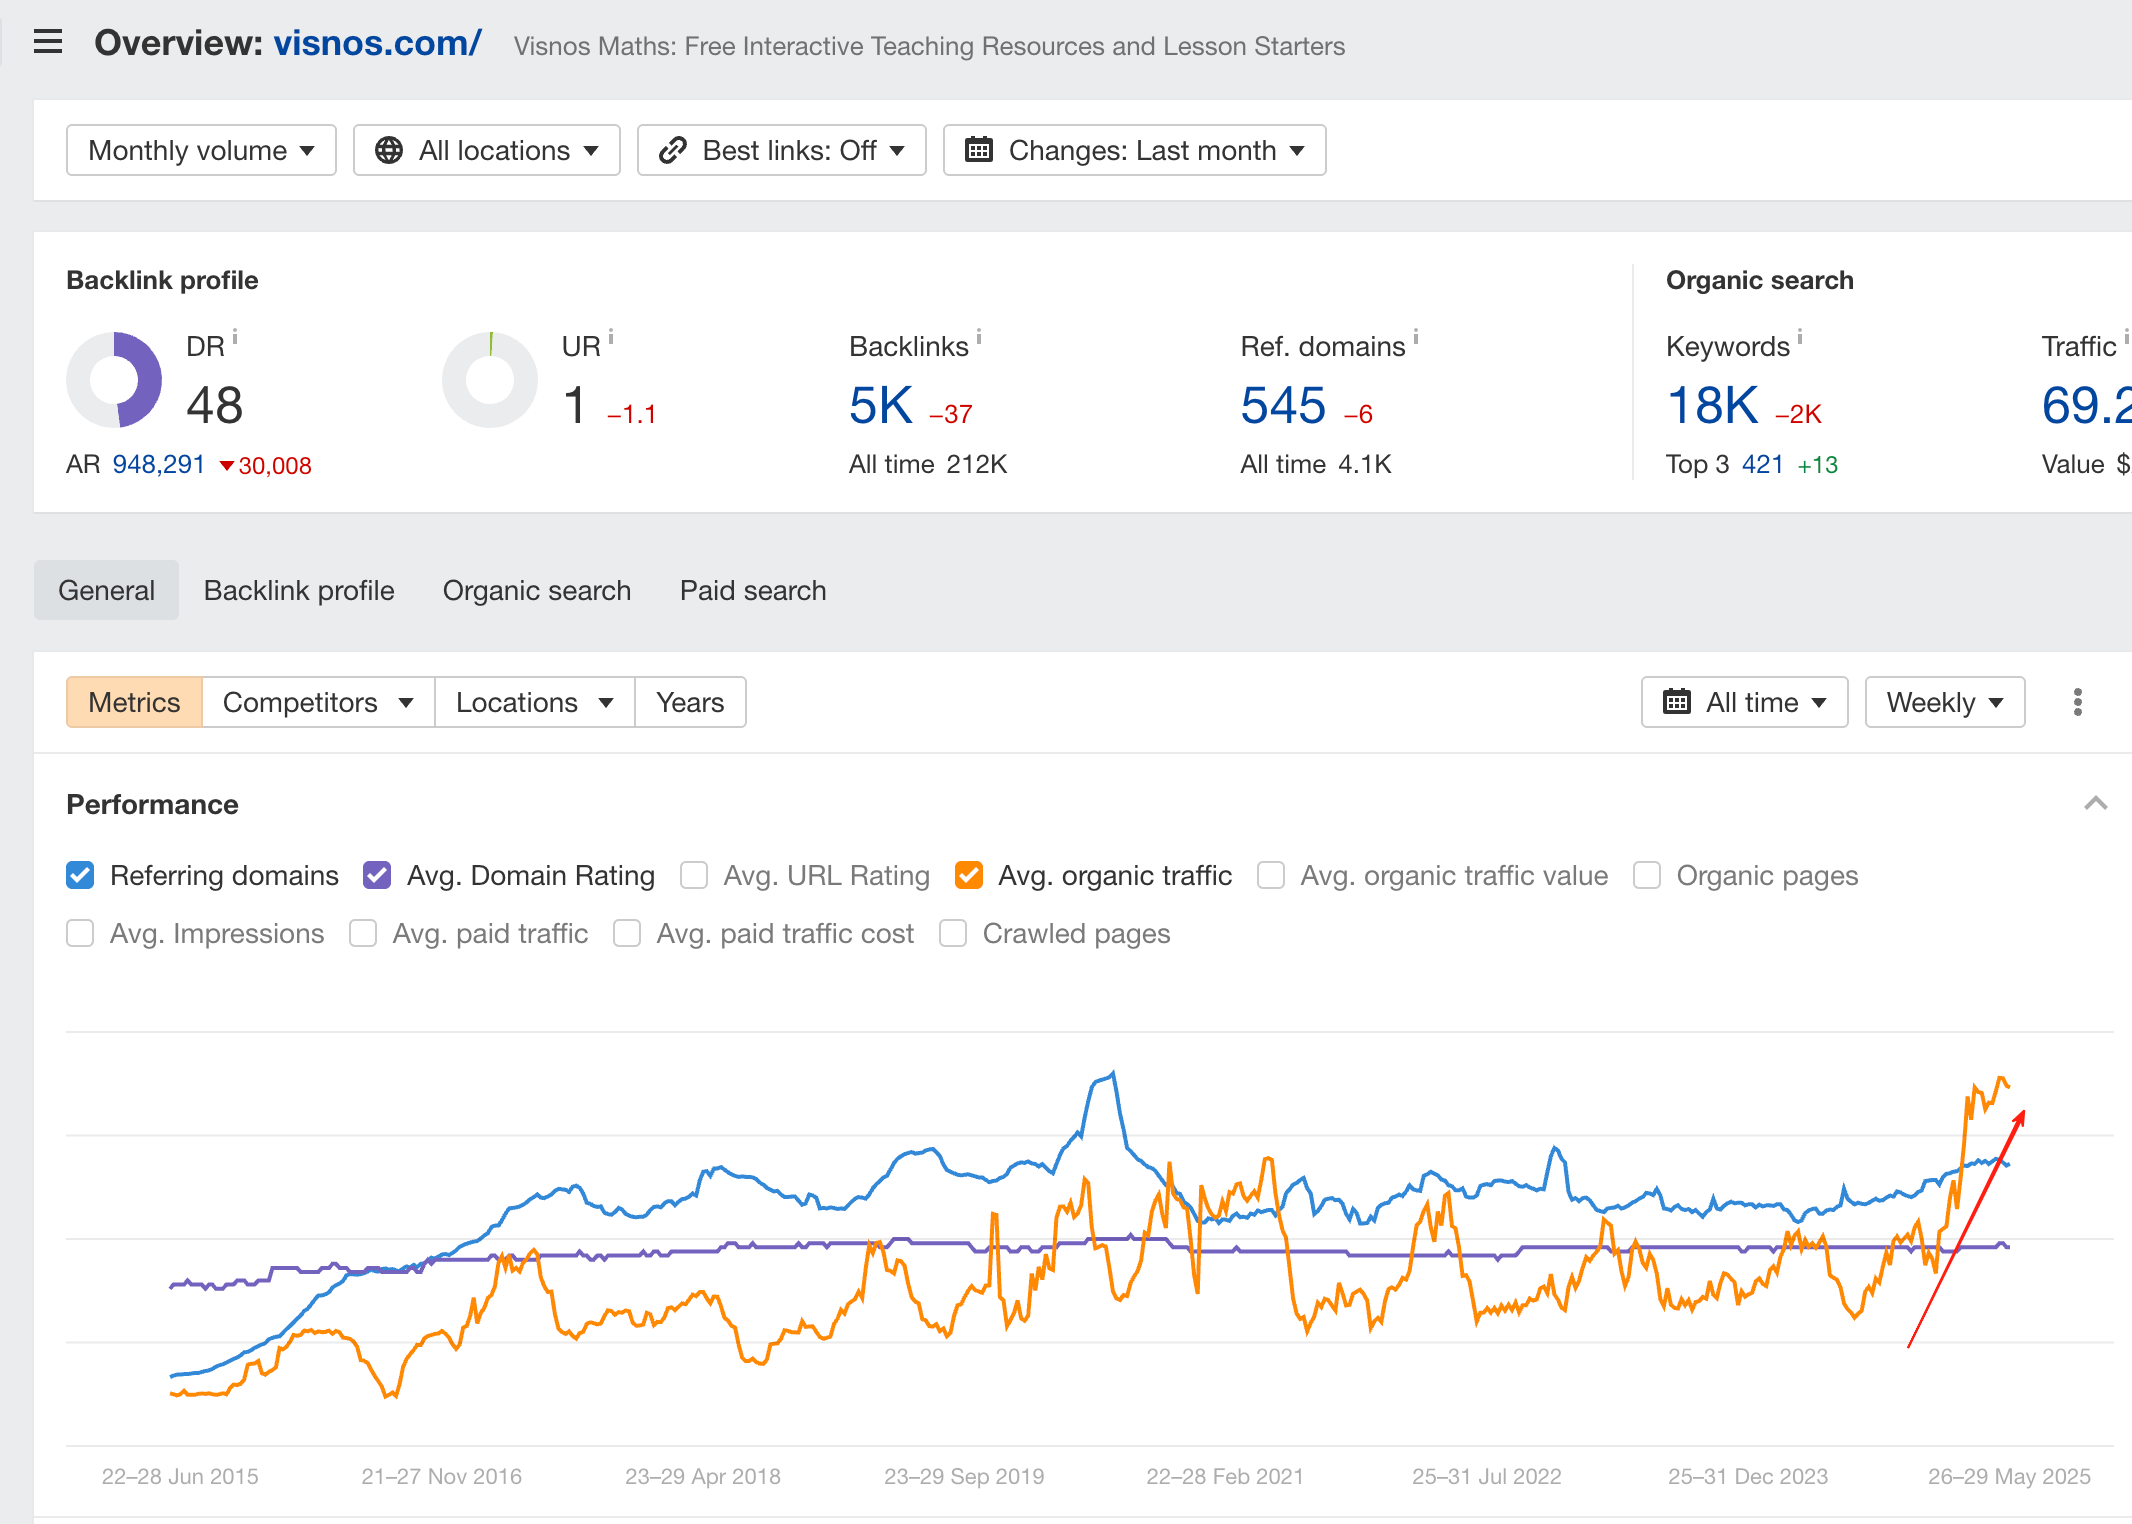 Overview: visnos.com/ Visnos Maths: Free Interactive Teaching Resources and Lesson Starters
Monthly volume All locations Best links: Off Changes: Last month
Backlink profile Organic search
DR i UR i Backlinks i Ref. domains i Keywords i Traffic i
48 1 –1.1 5K –37 545 –6 18K –2K 69.2
AR 948,291 30,008 All time 212K All time 4.1K Top 3 421 +13 Value $
General Backlink profile Organic search Paid search
Metrics Competitors Locations Years All time Weekly
Performance
Referring domains Avg. Domain Rating Avg. URL Rating Avg. organic traffic Avg. organic traffic value Organic pages
Avg. Impressions Avg. paid traffic Avg. paid traffic cost Crawled pages
22–28 Jun 2015 21–27 Nov 2016 23–29 Apr 2018 23–29 Sep 2019 22–28 Feb 2021 25–31 Jul 2022 25–31 Dec 2023 26–29 May 2025